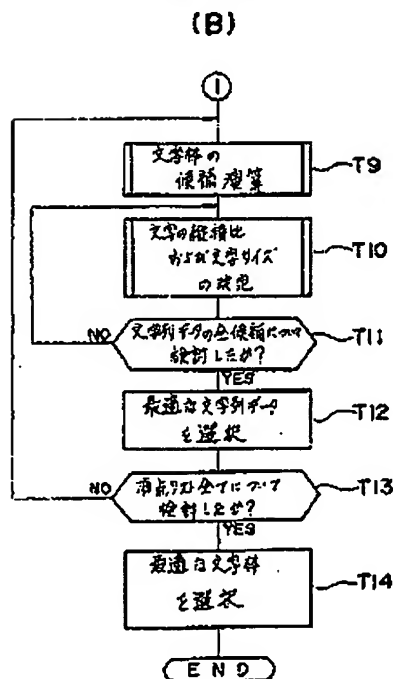 (B)
1
文字枠の
候補演算
T9
文字の縦横比
および文字サイズ
の決定
T10
文字列データの全候補について
検討したか?
T11
NO
YES
最適な文字列データ
を選択
T12
リスト全てについて
検討したか?
T13
NO
YES
最適な文字枠
を選択
T14
END